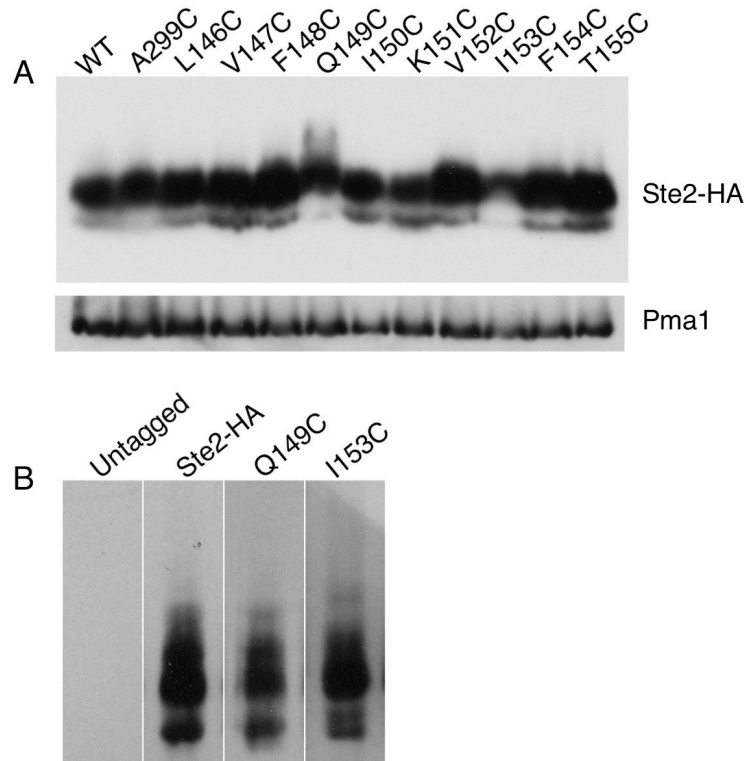 A
WT A299C L146C V147C F148C Q149C I150C K151C V152C I153C F154C T155C
Ste2-HA
Pma1
B
Untagged Ste2-HA Q149C I153C